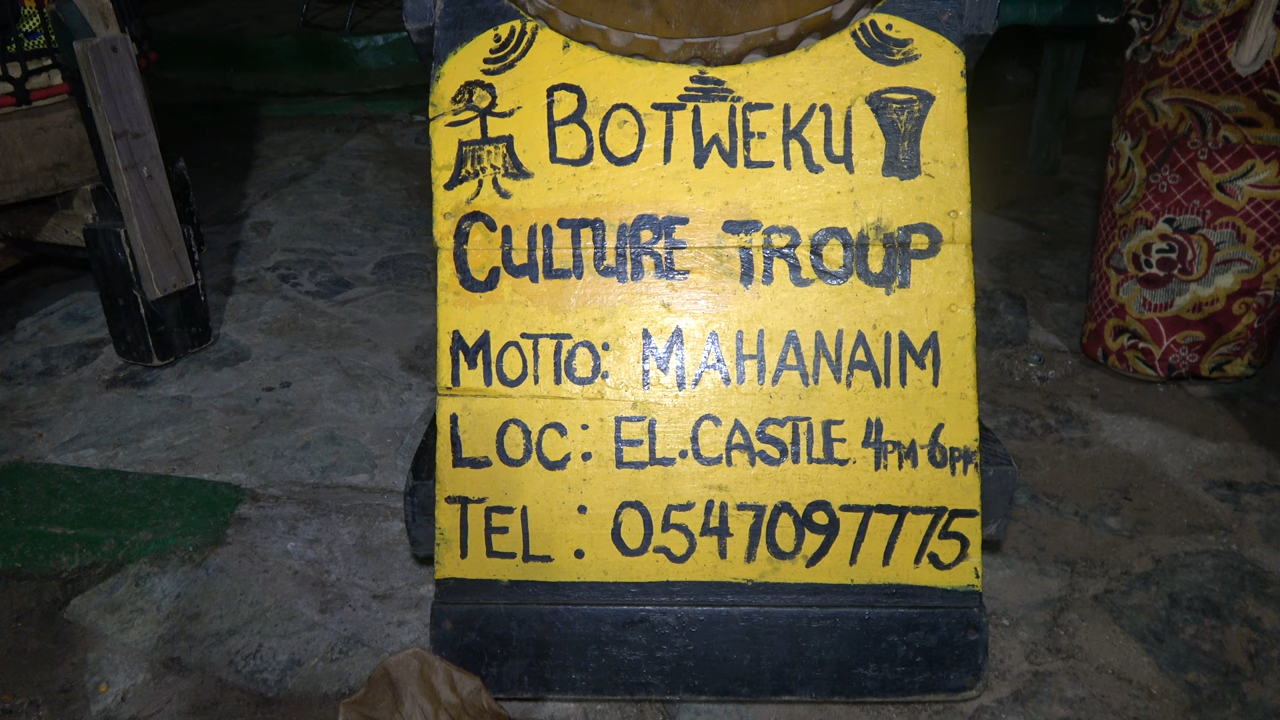 BOTWEKU
CULTURE TROUP
MOTTO: MAHANAIM
LOC: EL.CASTLE 4PM-6PM
TEL: 0547097775